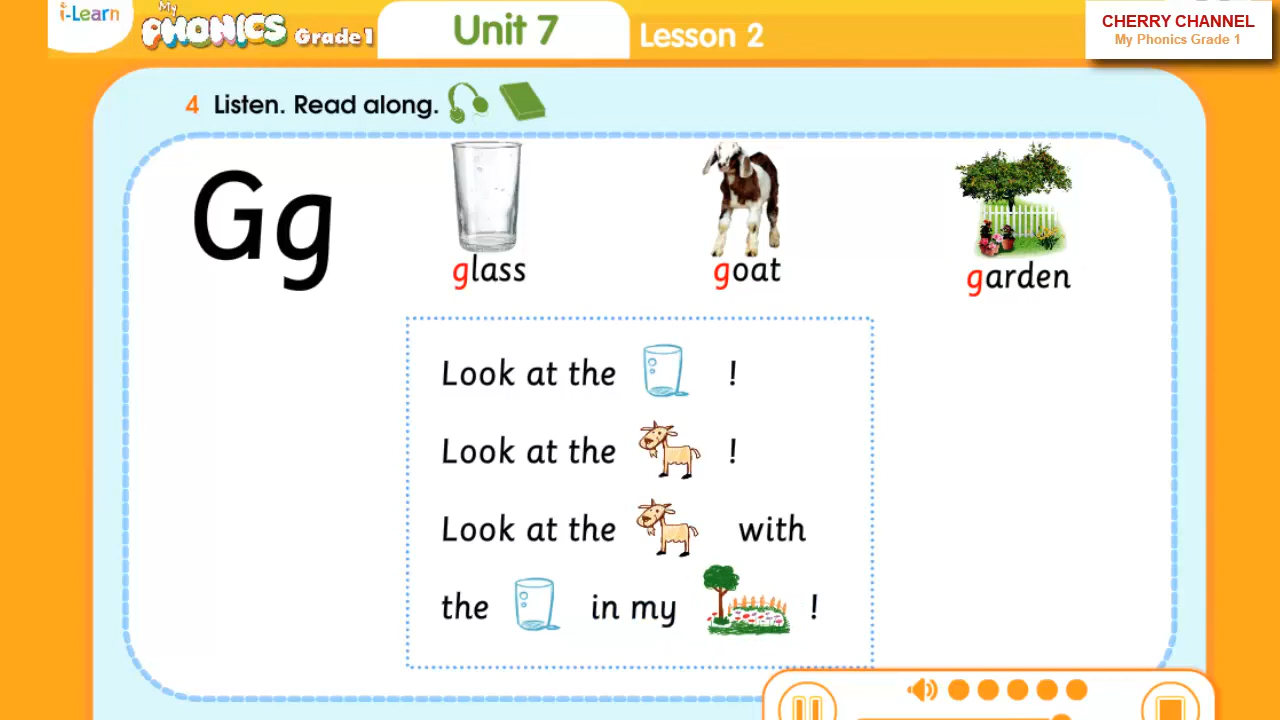 i-Learn
My
PHONICS Grade 1
Unit 7
Lesson 2
CHERRY CHANNEL
My Phonics Grade 1
4 Listen. Read along.
Gg
glass
goat
garden
Look at the !
Look at the !
Look at the with
the in my !